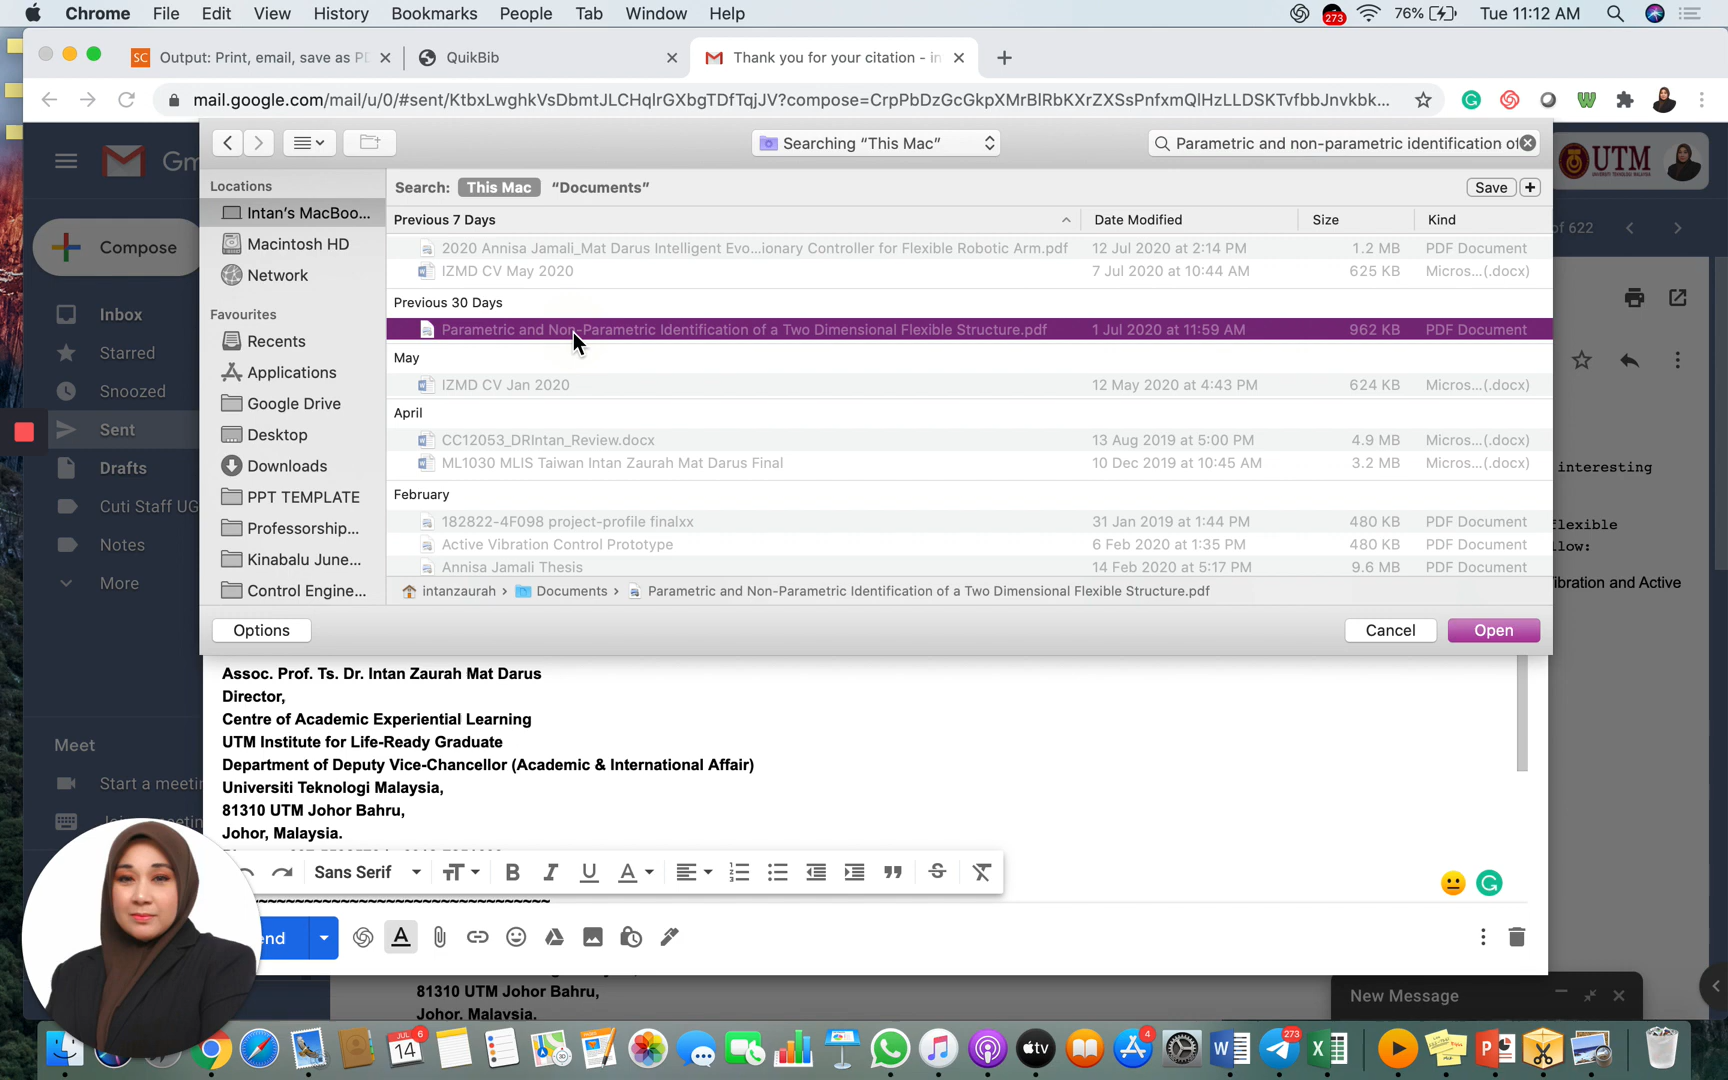 Chrome File Edit View History Bookmarks People Tab Window Help 273 76% Tue 11:12 AM
SC Output: Print, email, save as PD QuikBib Thank you for your citation - in
mail.google.com/mail/u/0/#sent/KtbxLwghkVsDbmtJLCHqlrGXbgTDfTqjJV?compose=CrpPbDzGcGkpXMrBlRbKXrZXSsPnfxmQlHzLLDSKTvfbbJnvkbk...
Searching “This Mac” Parametric and non-parametric identification of
Gm UTM
UNIVERSITI TEKNOLOGI MALAYSIA
Locations Search: This Mac “Documents” Save +
Intan’s MacBoo... Previous 7 Days Date Modified Size Kind
Compose of 622
Macintosh HD 2020 Annisa Jamali_Mat Darus Intelligent Evo...ionary Controller for Flexible Robotic Arm.pdf 12 Jul 2020 at 2:14 PM 1.2 MB PDF Document
Network IZMD CV May 2020 7 Jul 2020 at 10:44 AM 625 KB Micros...(.docx)
Inbox Favourites Previous 30 Days
Starred Recents Parametric and Non-Parametric Identification of a Two Dimensional Flexible Structure.pdf 1 Jul 2020 at 11:59 AM 962 KB PDF Document
Applications May
Snoozed Google Drive IZMD CV Jan 2020 12 May 2020 at 4:43 PM 624 KB Micros...(.docx)
April
Sent Desktop CC12053_DRIntan_Review.docx 13 Aug 2019 at 5:00 PM 4.9 MB Micros...(.docx)
Drafts Downloads ML1030 MLIS Taiwan Intan Zaurah Mat Darus Final 10 Dec 2019 at 10:45 AM 3.2 MB Micros...(.docx) interesting
Cuti Staff UG PPT TEMPLATE February
Professorship... 182822-4F098 project-profile finalxx 31 Jan 2019 at 1:44 PM 480 KB PDF Document flexible
Notes Active Vibration Control Prototype 6 Feb 2020 at 1:35 PM 480 KB PDF Document low:
Kinabalu June... Annisa Jamali Thesis 14 Feb 2020 at 5:17 PM 9.6 MB PDF Document
More Control Engine... intanzaurah › Documents › Parametric and Non-Parametric Identification of a Two Dimensional Flexible Structure.pdf ibration and Active
Options Cancel Open
Assoc. Prof. Ts. Dr. Intan Zaurah Mat Darus
Director,
Centre of Academic Experiential Learning
UTM Institute for Life-Ready Graduate
Meet
Department of Deputy Vice-Chancellor (Academic & International Affair)
Start a meeti
Universiti Teknologi Malaysia,
81310 UTM Johor Bahru,
Johor, Malaysia.
Sans Serif B I U A
~~~~~~~~~~~~~~~~~~~~~~~~~~~~~~~~
end A
81310 UTM Johor Bahru,
New Message
Johor. Malaysia.
JUL 14 6 tv 4 W 273 X P